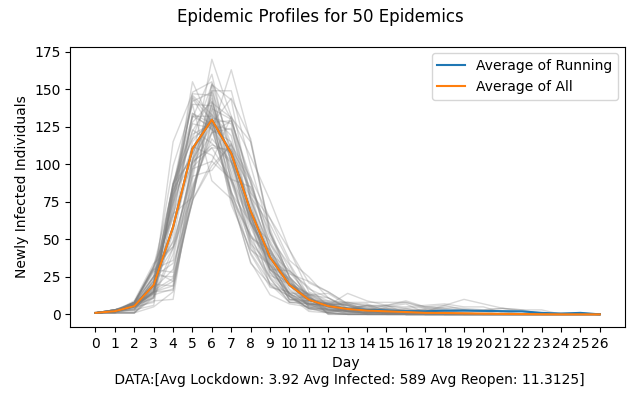 Epidemic Profiles for 50 Epidemics
175
150
125
100
75
50
25
0
Newly Infected Individuals
Average of Running
Average of All
0 1 2 3 4 5 6 7 8 9 10 11 12 13 14 15 16 17 18 19 20 21 22 23 24 25 26
Day
DATA:[Avg Lockdown: 3.92 Avg Infected: 589 Avg Reopen: 11.3125]